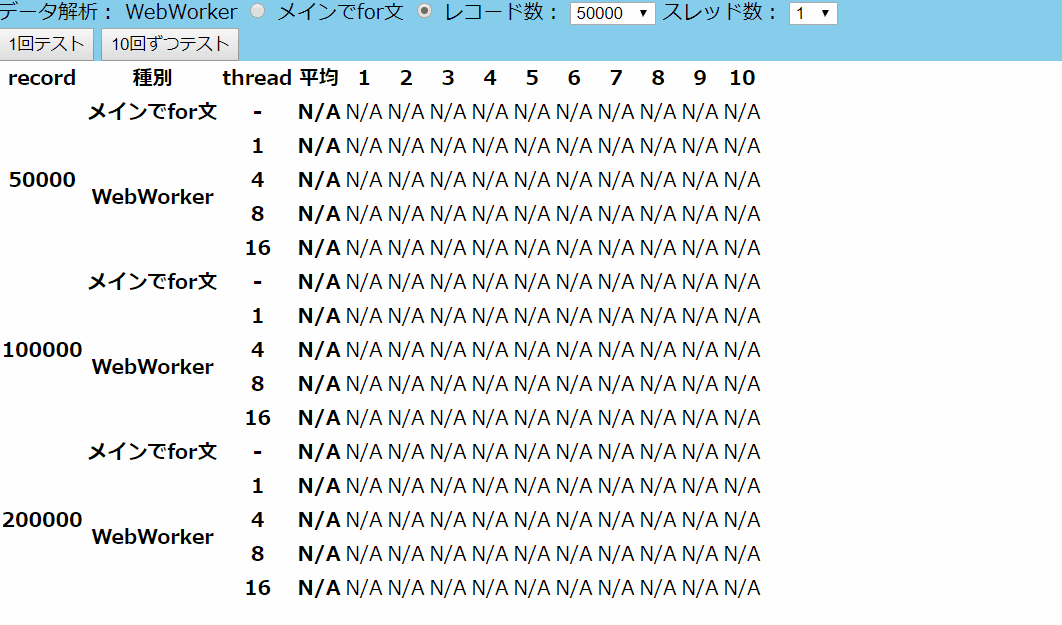 データ解析： WebWorker メインでfor文 レコード数： 50000 スレッド数： 1
1回テスト 10回ずつテスト
record 種別 thread 平均 1 2 3 4 5 6 7 8 9 10
メインでfor文 - N/A N/A N/A N/A N/A N/A N/A N/A N/A N/A N/A
1 N/A N/A N/A N/A N/A N/A N/A N/A N/A N/A N/A
50000 WebWorker 4 N/A N/A N/A N/A N/A N/A N/A N/A N/A N/A N/A
8 N/A N/A N/A N/A N/A N/A N/A N/A N/A N/A N/A
16 N/A N/A N/A N/A N/A N/A N/A N/A N/A N/A N/A
メインでfor文 - N/A N/A N/A N/A N/A N/A N/A N/A N/A N/A N/A
1 N/A N/A N/A N/A N/A N/A N/A N/A N/A N/A N/A
100000 WebWorker 4 N/A N/A N/A N/A N/A N/A N/A N/A N/A N/A N/A
8 N/A N/A N/A N/A N/A N/A N/A N/A N/A N/A N/A
16 N/A N/A N/A N/A N/A N/A N/A N/A N/A N/A N/A
メインでfor文 - N/A N/A N/A N/A N/A N/A N/A N/A N/A N/A N/A
1 N/A N/A N/A N/A N/A N/A N/A N/A N/A N/A N/A
200000 WebWorker 4 N/A N/A N/A N/A N/A N/A N/A N/A N/A N/A N/A
8 N/A N/A N/A N/A N/A N/A N/A N/A N/A N/A N/A
16 N/A N/A N/A N/A N/A N/A N/A N/A N/A N/A N/A